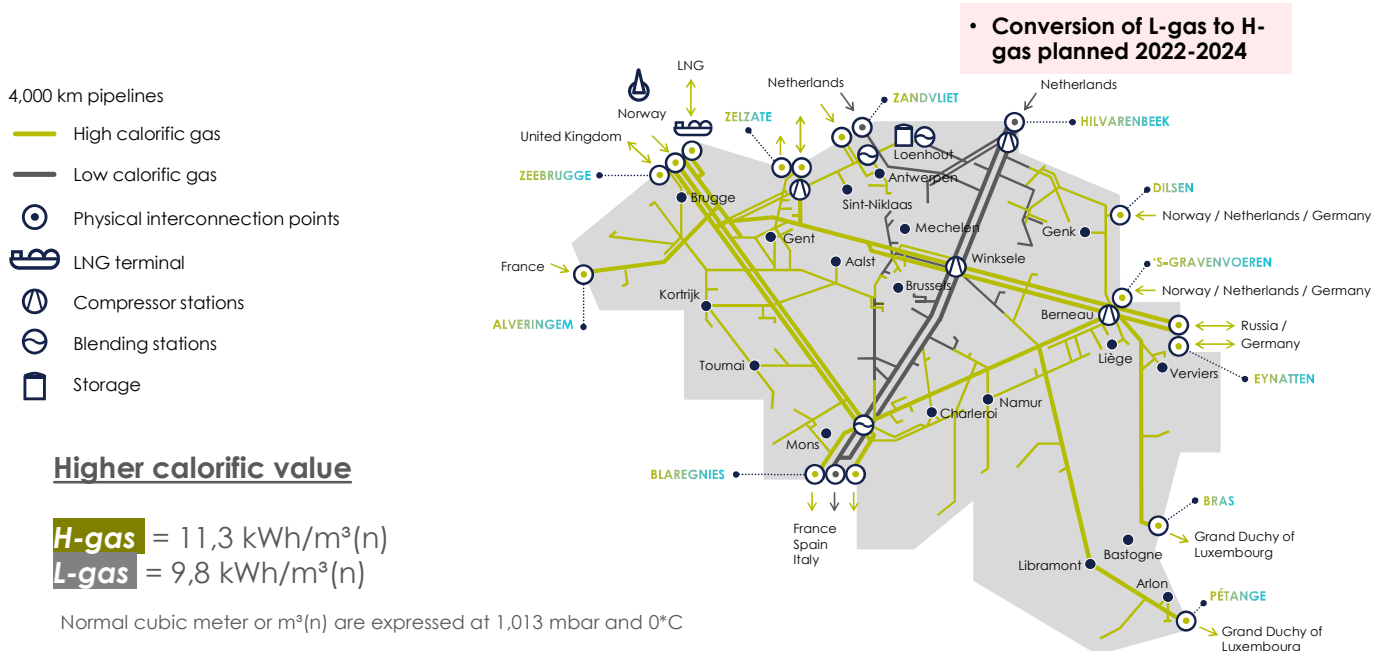 • Conversion of L-gas to H-
gas planned 2022-2024
4,000 km pipelines
High calorific gas
Low calorific gas
Physical interconnection points
LNG terminal
Compressor stations
Blending stations
Storage
Higher calorific value
H-gas = 11,3 kWh/m³(n)
L-gas = 9,8 kWh/m³(n)
Normal cubic meter or m³(n) are expressed at 1,013 mbar and 0°C
LNG
Norway
United Kingdom
ZEEBRUGGE
Brugge
ZELZATE
Netherlands
ZANDVLIET
Netherlands
HILVARENBEEK
Loenhout
Antwerpen
Sint-Niklaas
Mechelen
Gent
Aalst
Brussels
Winksele
Genk
DILSEN
Norway / Netherlands / Germany
'S-GRAVENVOEREN
Norway / Netherlands / Germany
Berneau
Russia /
Germany
EYNATTEN
Liège
Verviers
France
ALVERINGEM
Kortrijk
Tournai
Mons
Charleroi
Namur
BLAREGNIES
France
Spain
Italy
BRAS
Grand Duchy of
Luxembourg
Bastogne
Libramont
Arlon
PÉTANGE
Grand Duchy of
Luxembourg